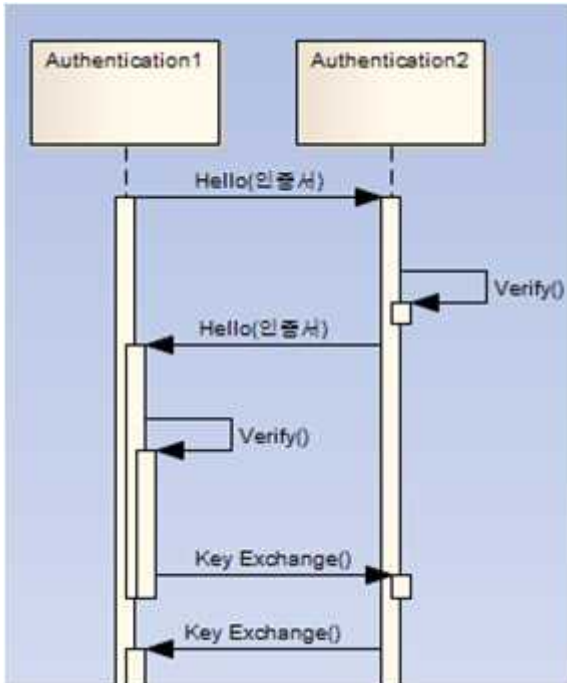 Authentication1
Authentication2
Hello(인증서)
Verify()
Hello(인증서)
Verify()
Key Exchange()
Key Exchange()